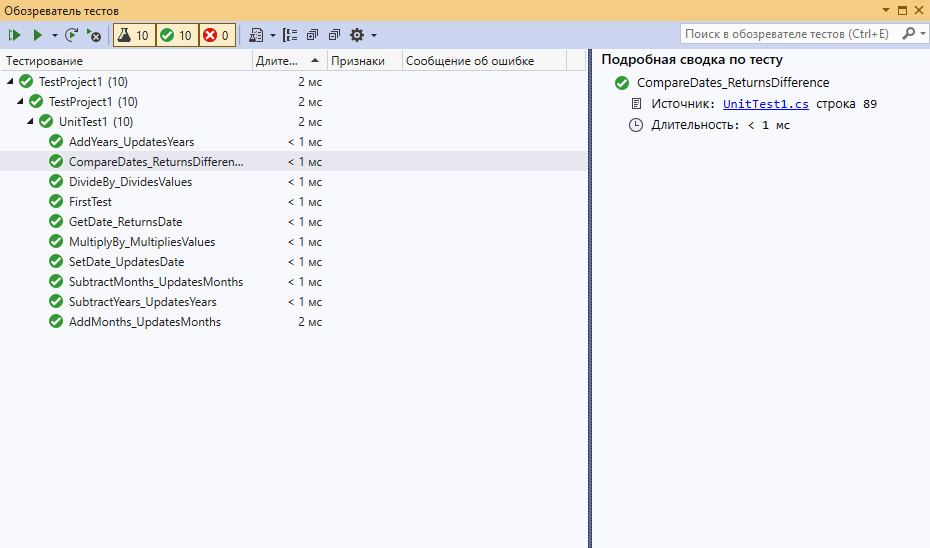 Обозреватель тестов
10 10 0 Поиск в обозревателе тестов (Ctrl+E)
Тестирование Длите... Признаки Сообщение об ошибке
TestProject1 (10) 2 мс
TestProject1 (10) 2 мс
UnitTest1 (10) 2 мс
AddYears_UpdatesYears < 1 мс
CompareDates_ReturnsDifferen... < 1 мс
DivideBy_DividesValues < 1 мс
FirstTest < 1 мс
GetDate_ReturnsDate < 1 мс
MultiplyBy_MultipliesValues < 1 мс
SetDate_UpdatesDate < 1 мс
SubtractMonths_UpdatesMonths < 1 мс
SubtractYears_UpdatesYears < 1 мс
AddMonths_UpdatesMonths 2 мс
Подробная сводка по тесту
CompareDates_ReturnsDifference
Источник: UnitTest1.cs строка 89
Длительность: < 1 мс